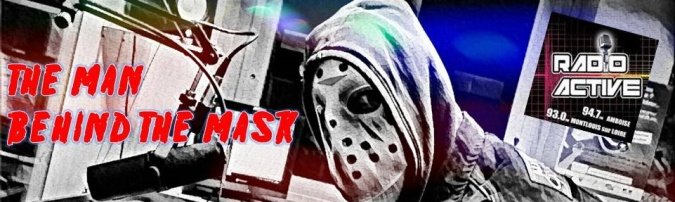 THE MAN
BEHIND THE MASK
RADIO
ACTIVE
94.7 AMBOISE
93.0 MONTLOUIS sur LOIRE